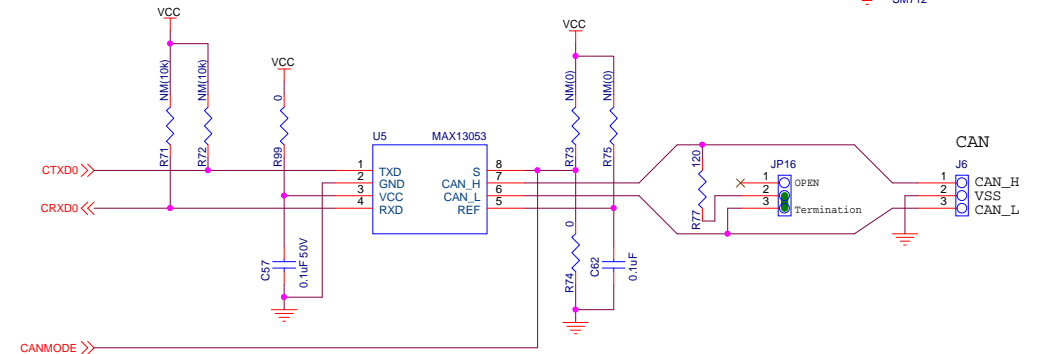 SM712
VCC
VCC
VCC
NM(10k)
NM(10k)
0
NM(0)
NM(0)
R71
R72
R99
R73
R75
U5
MAX13053
CTXD0
CRXD0
1
2
3
4
TXD
GND
VCC
RXD
S
CAN_H
CAN_L
REF
8
7
6
5
120
R77
JP16
1
2
3
OPEN
Termination
CAN
J6
1
2
3
CAN_H
VSS
CAN_L
C57
0.1uF 50V
0
R74
C62
0.1uF
CANMODE